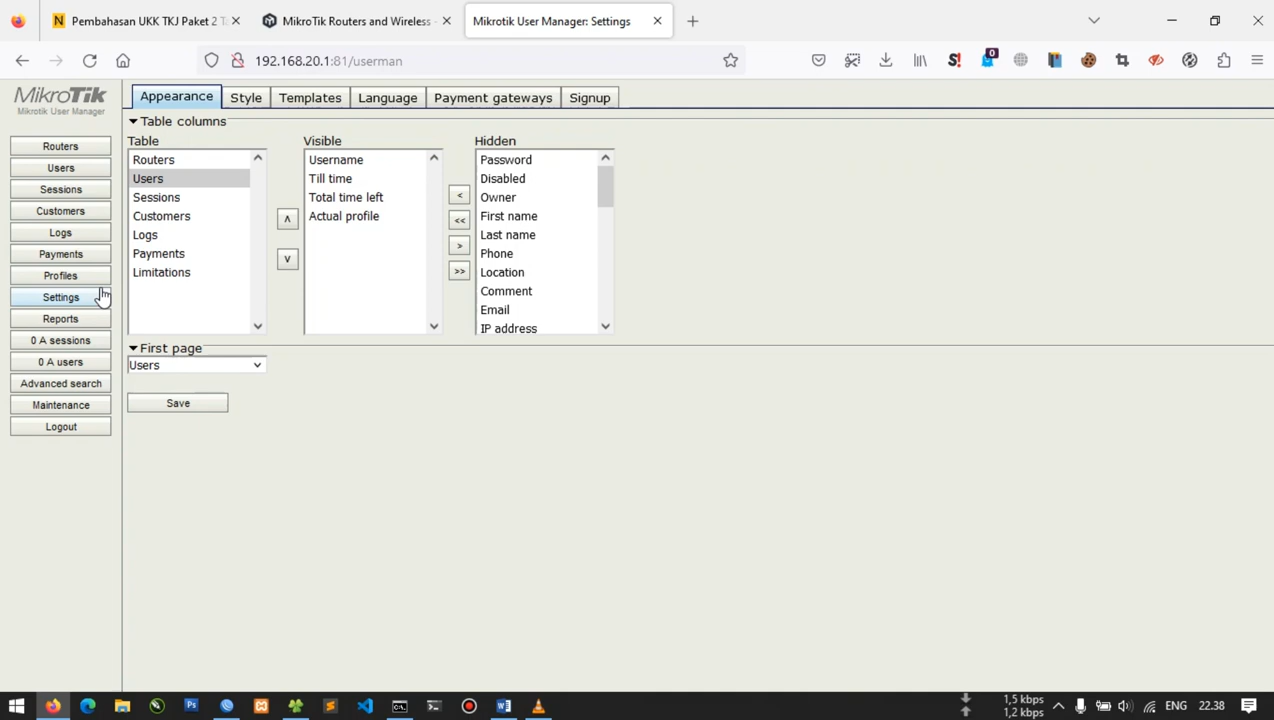 Pembahasan UKK TKJ Paket 2 T
MikroTik Routers and Wireless -
Mikrotik User Manager: Settings
192.168.20.1:81/userman
0
MikroTik
Mikrotik User Manager
Routers
Users
Sessions
Customers
Logs
Payments
Profiles
Settings
Reports
0 A sessions
0 A users
Advanced search
Maintenance
Logout
Appearance
Style
Templates
Language
Payment gateways
Signup
Table columns
Table
Routers
Users
Sessions
Customers
Logs
Payments
Limitations
Visible
Username
Till time
Total time left
Actual profile
Hidden
Password
Disabled
Owner
First name
Last name
Phone
Location
Comment
Email
IP address
<
<<
>
>>
First page
Users
Save
1,5 kbps
1,2 kbps
ENG
22.38